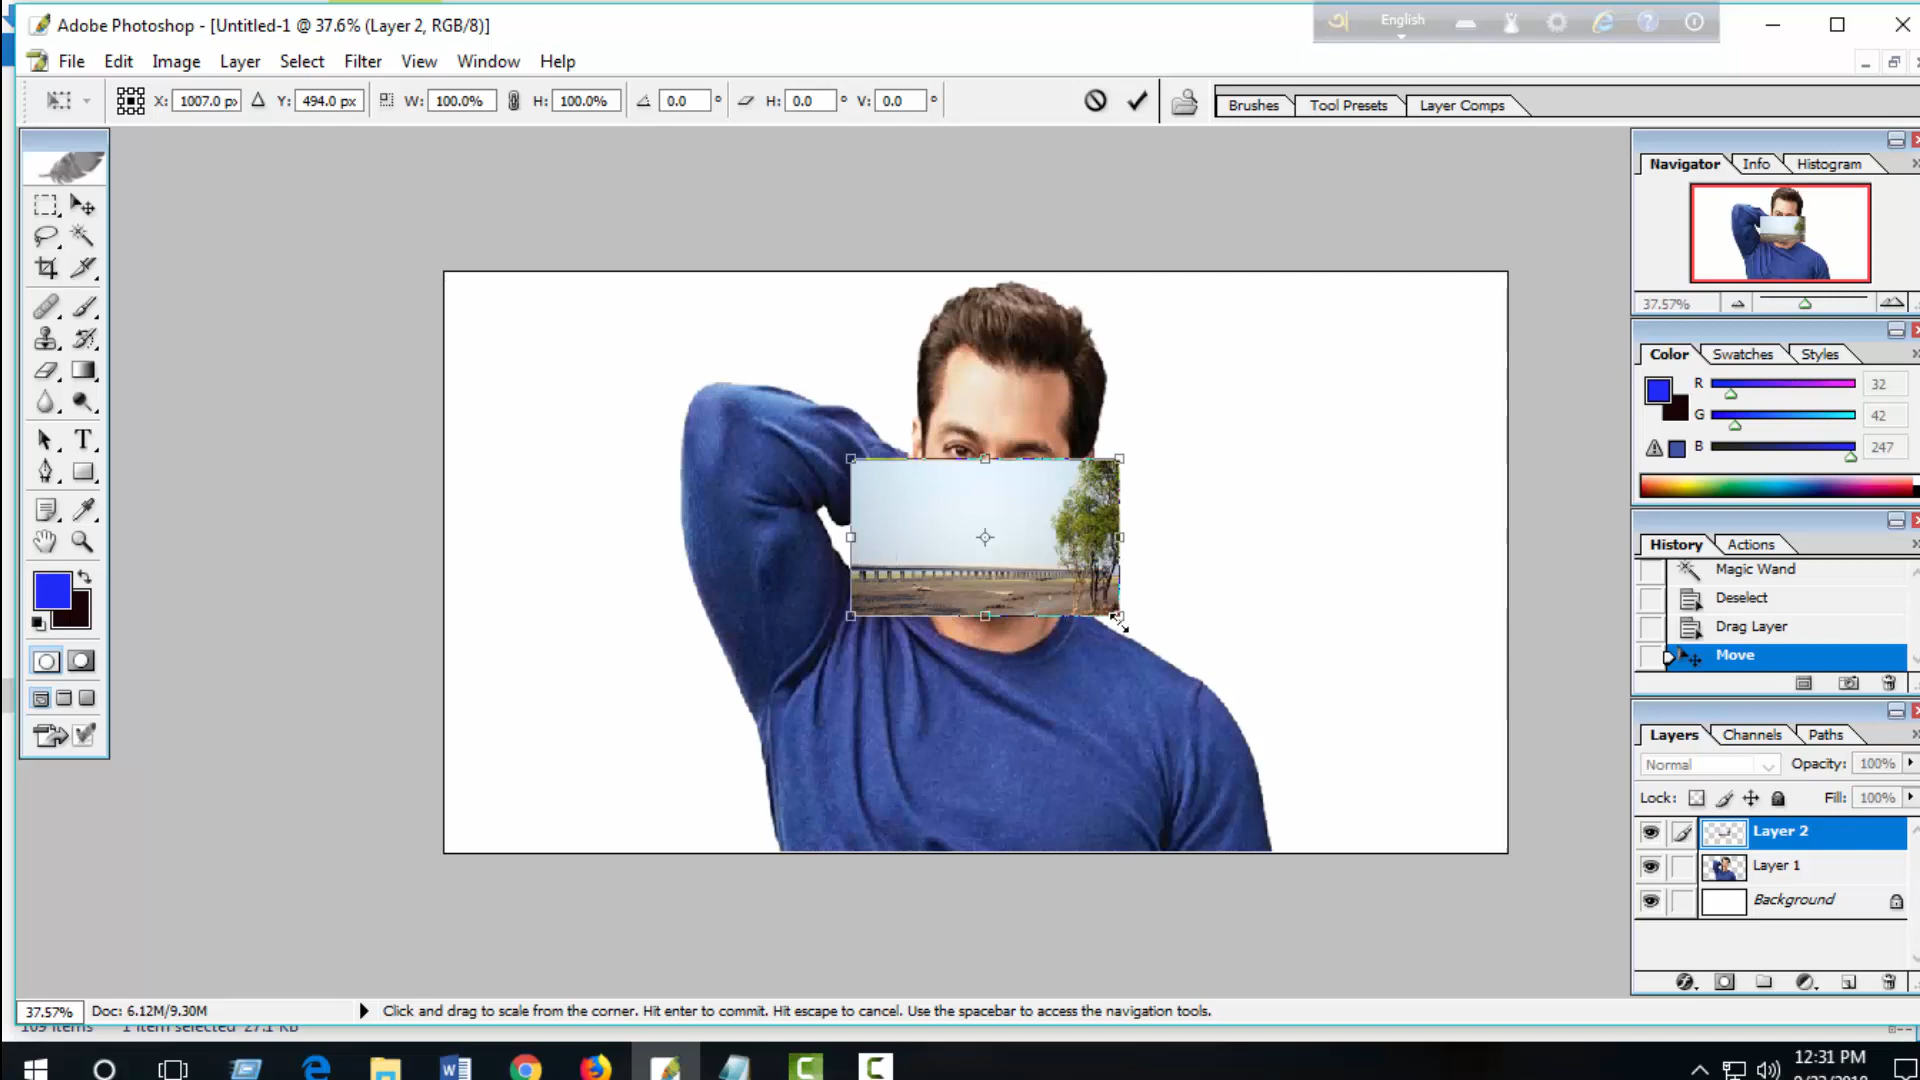 Adobe Photoshop - [Untitled-1 @ 37.6% (Layer 2, RGB/8)]
English
File Edit Image Layer Select Filter View Window Help
X: 1007.0 px Y: 494.0 px W: 100.0% H: 100.0% 0.0 ° H: 0.0 ° V: 0.0 °
Brushes Tool Presets Layer Comps
Navigator Info Histogram
37.57%
Color Swatches Styles
R 32
G 42
B 247
History Actions
Magic Wand
Deselect
Drag Layer
Move
Layers Channels Paths
Normal Opacity: 100%
Lock: Fill: 100%
Layer 2
Layer 1
Background
T
37.57% Doc: 6.12M/9.30M Click and drag to scale from the corner. Hit enter to commit. Hit escape to cancel. Use the spacebar to access the navigation tools.
109 items 1 item selected 27.1 KB
12:31 PM